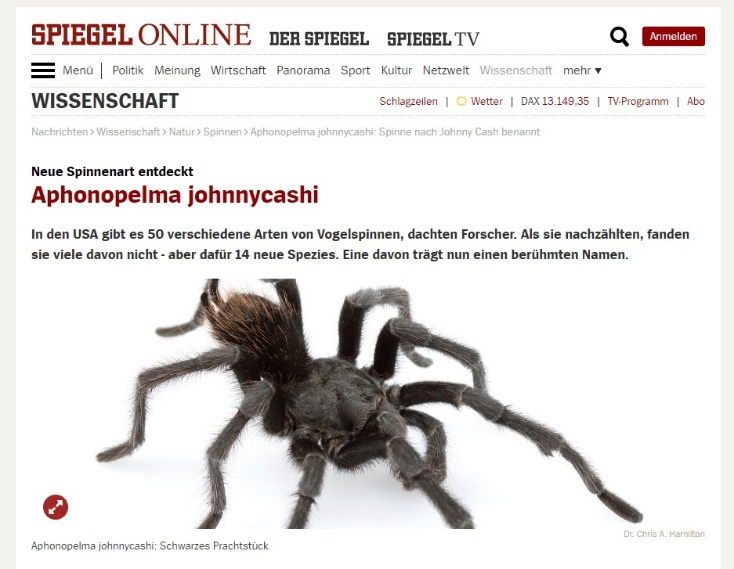 SPIEGEL ONLINE DER SPIEGEL SPIEGEL TV Anmelden
Menü | Politik Meinung Wirtschaft Panorama Sport Kultur Netzwelt Wissenschaft mehr ▼
WISSENSCHAFT Schlagzeilen | Wetter | DAX 13.149,35 | TV-Programm | Abo
Nachrichten > Wissenschaft > Natur > Spinnen > Aphonopelma johnnycashi: Spinne nach Johnny Cash benannt
Neue Spinnenart entdeckt
Aphonopelma johnnycashi
In den USA gibt es 50 verschiedene Arten von Vogelspinnen, dachten Forscher. Als sie nachzählten, fanden
sie viele davon nicht - aber dafür 14 neue Spezies. Eine davon trägt nun einen berühmten Namen.
Dr. Chris A. Hamilton
Aphonopelma johnnycashi: Schwarzes Prachtstück